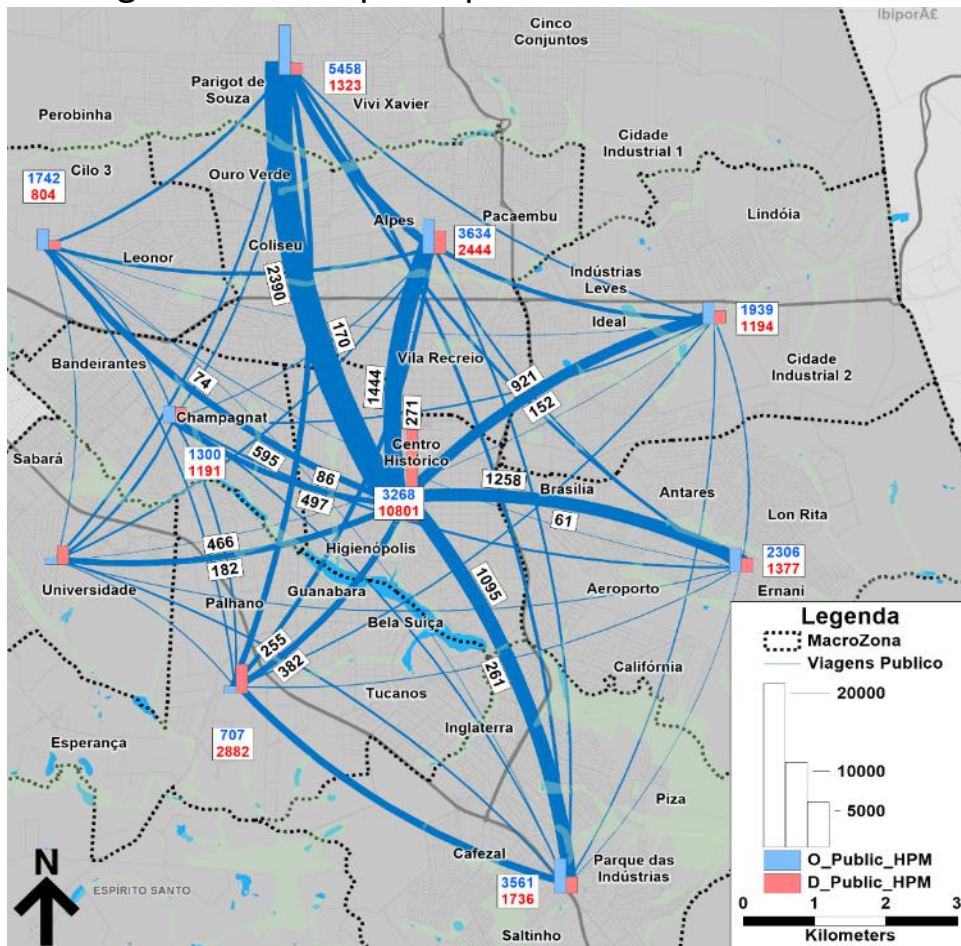 IbiporÃ£
Cinco
Conjuntos
5458
1323
Parigot de
Souza
Vivi Xavier
Perobinha
Cidade
Industrial 1
Cilo 3
1742
804
Ouro Verde
Lindóia
Alpes
Pacaembu
3634
2444
Coliseu
Leonor
2390
Indústrias
Leves
1939
1194
Ideal
170
Vila Recreio
Bandeirantes
Cidade
Industrial 2
74
1444
921
152
271
Champagnat
Centro
Histórico
1300
1191
595
86
497
Sabará
3268
10801
1258
Brasília
61
Antares
Lon Rita
466
182
Higienópolis
2306
1377
Universidade
Palhano
Guanabara
Aeroporto
Ernani
1095
Bela Suiça
255
382
261
Califórnia
Tucanos
707
2882
Inglaterra
Esperança
Piza
Cafezal
Parque das
Indústrias
3561
1736
Saltinho
N
ESPÍRITO SANTO
Legenda
MacroZona
Viagens Publico
20000
10000
5000
O_Public_HPM
D_Public_HPM
0 1 2 3
Kilometers